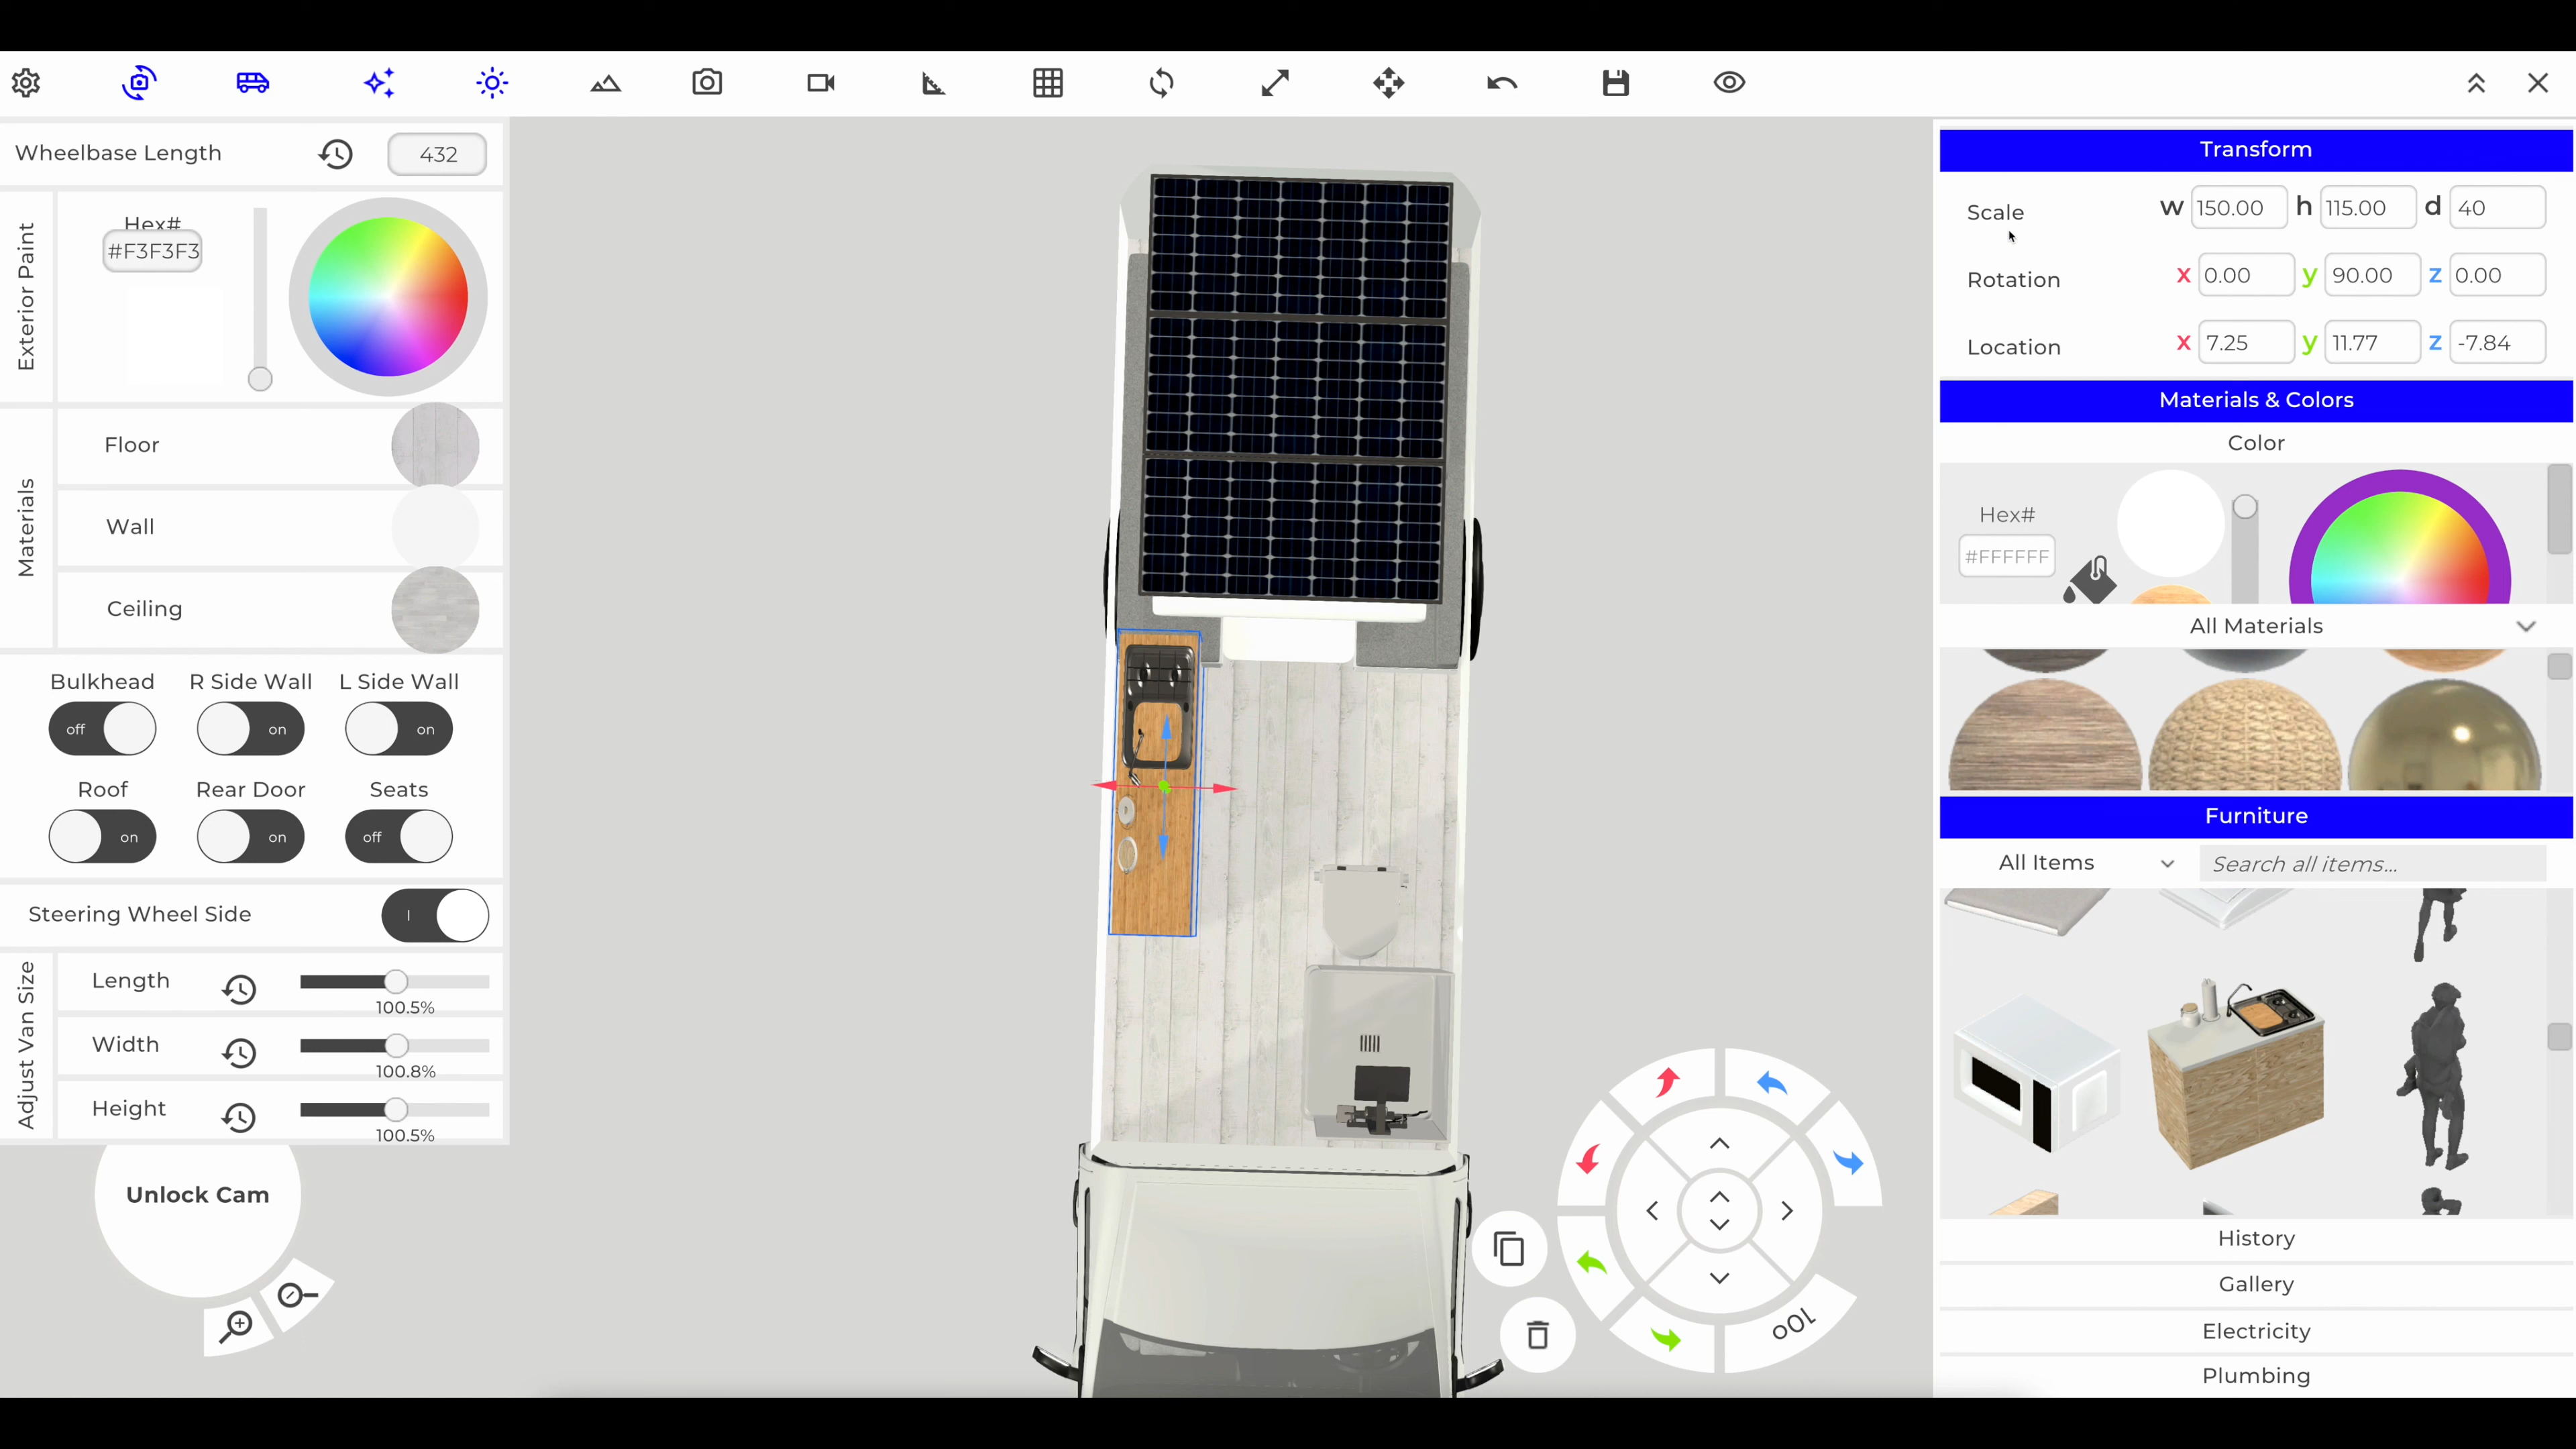 Wheelbase Length 432
Exterior Paint
Hex#
#F3F3F3
Materials
Floor
Wall
Ceiling
Bulkhead R Side Wall L Side Wall
off on on
Roof Rear Door Seats
on on off
Steering Wheel Side I
Adjust Van Size
Length
100.5%
Width
100.8%
Height
100.5%
Unlock Cam
100
Transform
Scale w 150.00 h 115.00 d 40
Rotation x 0.00 y 90.00 z 0.00
Location x 7.25 y 11.77 z -7.84
Materials & Colors
Color
Hex#
#FFFFFF
All Materials
Furniture
All Items Search all items...
History
Gallery
Electricity
Plumbing